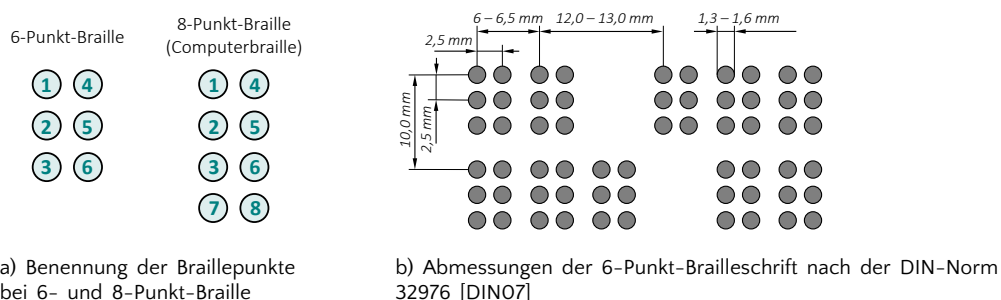 6-Punkt-Braille
1 4
2 5
3 6
8-Punkt-Braille
(Computerbraille)
1 4
2 5
3 6
7 8
a) Benennung der Braillepunkte
bei 6- und 8-Punkt-Braille
6 – 6,5 mm
12,0 – 13,0 mm
1,3 – 1,6 mm
2,5 mm
10,0 mm
2,5 mm
b) Abmessungen der 6-Punkt-Brailleschrift nach der DIN-Norm
32976 [DIN07]